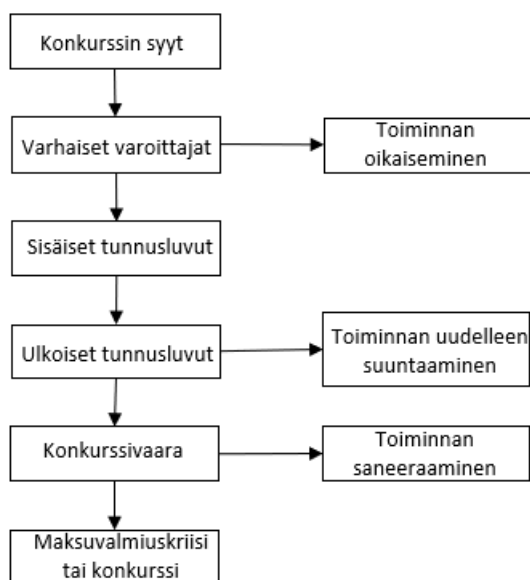 Konkurssin syyt
Varhaiset varoittajat
Toiminnan
oikaiseminen
Sisäiset tunnusluvut
Ulkoiset tunnusluvut
Toiminnan uudelleen
suuntaaminen
Konkurssivaara
Toiminnan
saneeraaminen
Maksuvalmiuskriisi
tai konkurssi